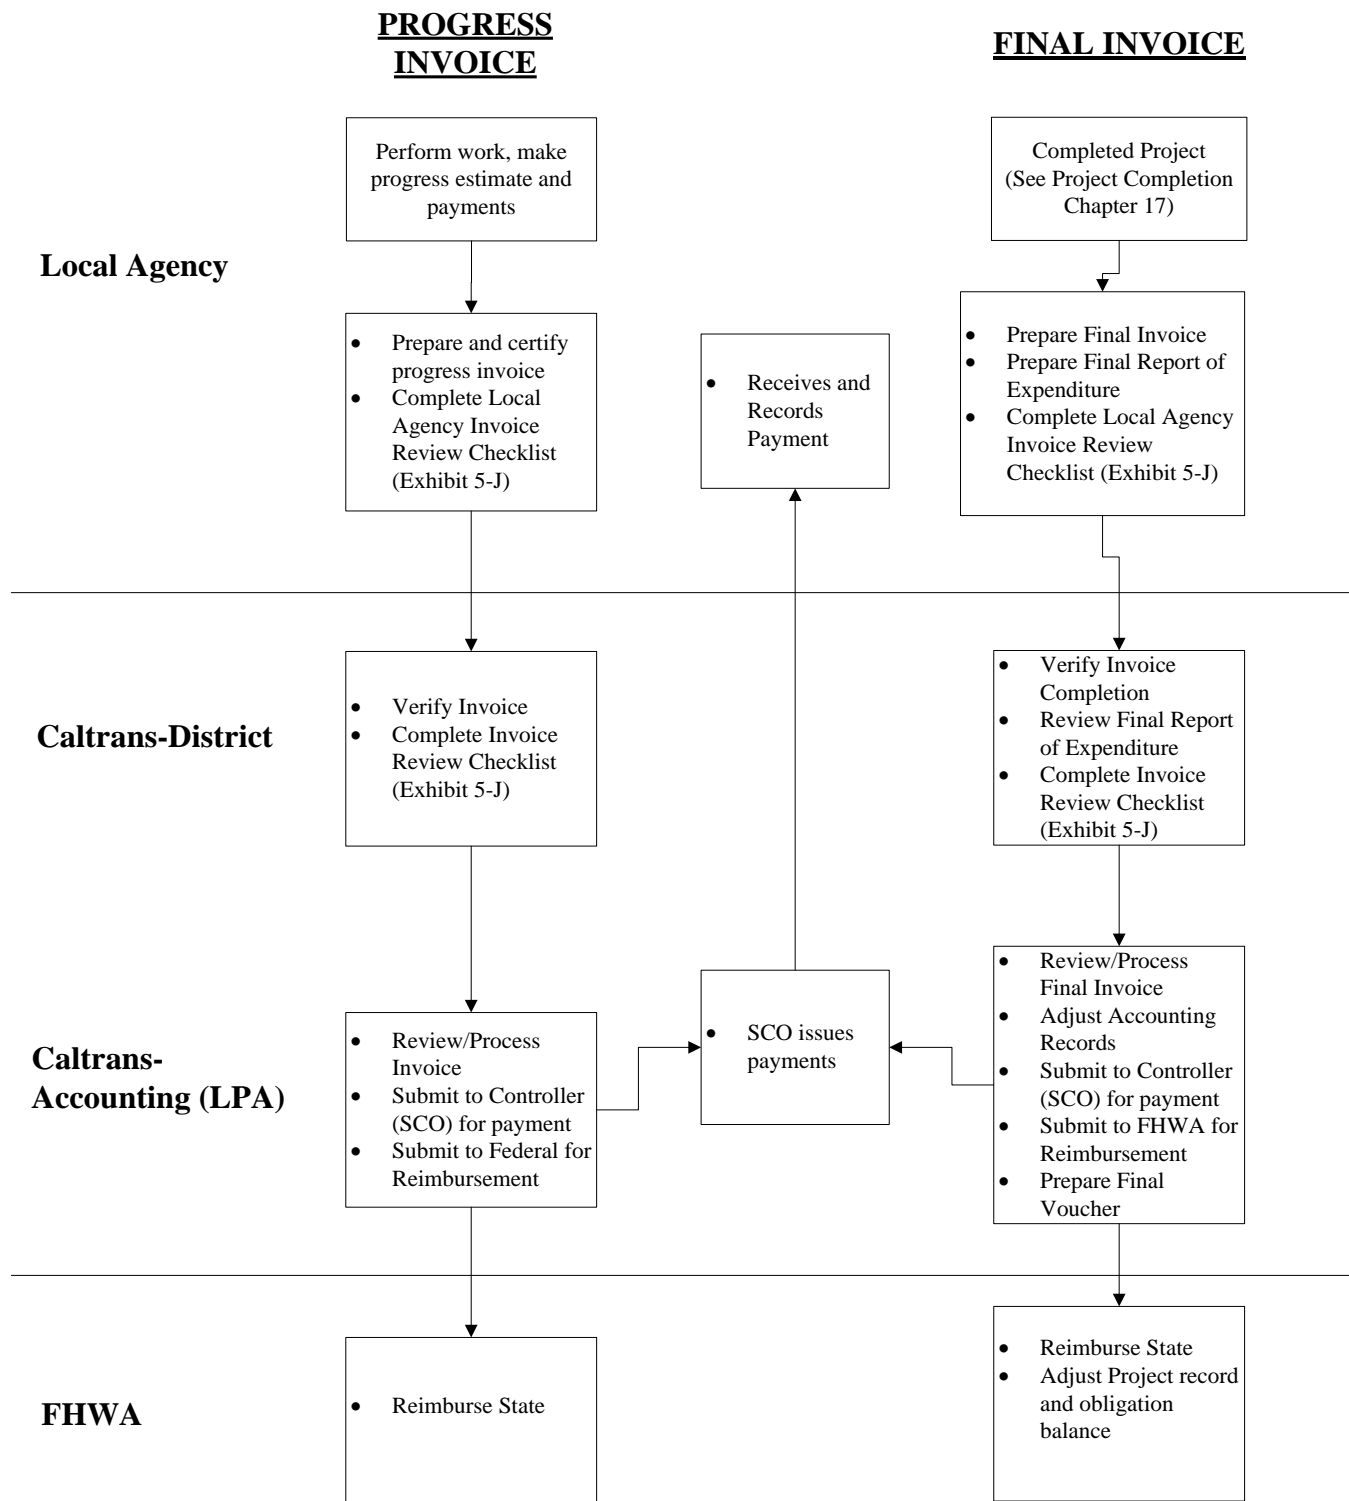 PROGRESS
INVOICE
FINAL INVOICE
Perform work, make
progress estimate and
payments
Completed Project
(See Project Completion
Chapter 17)
Local Agency
• Prepare and certify
progress invoice
• Complete Local
Agency Invoice
Review Checklist
(Exhibit 5-J)
• Receives and
Records
Payment
• Prepare Final Invoice
• Prepare Final Report of
Expenditure
• Complete Local Agency
Invoice Review
Checklist (Exhibit 5-J)
Caltrans-District
• Verify Invoice
• Complete Invoice
Review Checklist
(Exhibit 5-J)
• Verify Invoice
Completion
• Review Final Report
of Expenditure
• Complete Invoice
Review Checklist
(Exhibit 5-J)
Caltrans-
Accounting (LPA)
• Review/Process
Invoice
• Submit to Controller
(SCO) for payment
• Submit to Federal for
Reimbursement
• SCO issues
payments
• Review/Process
Final Invoice
• Adjust Accounting
Records
• Submit to Controller
(SCO) for payment
• Submit to FHWA for
Reimbursement
• Prepare Final
Voucher
FHWA
• Reimburse State
• Reimburse State
• Adjust Project record
and obligation
balance